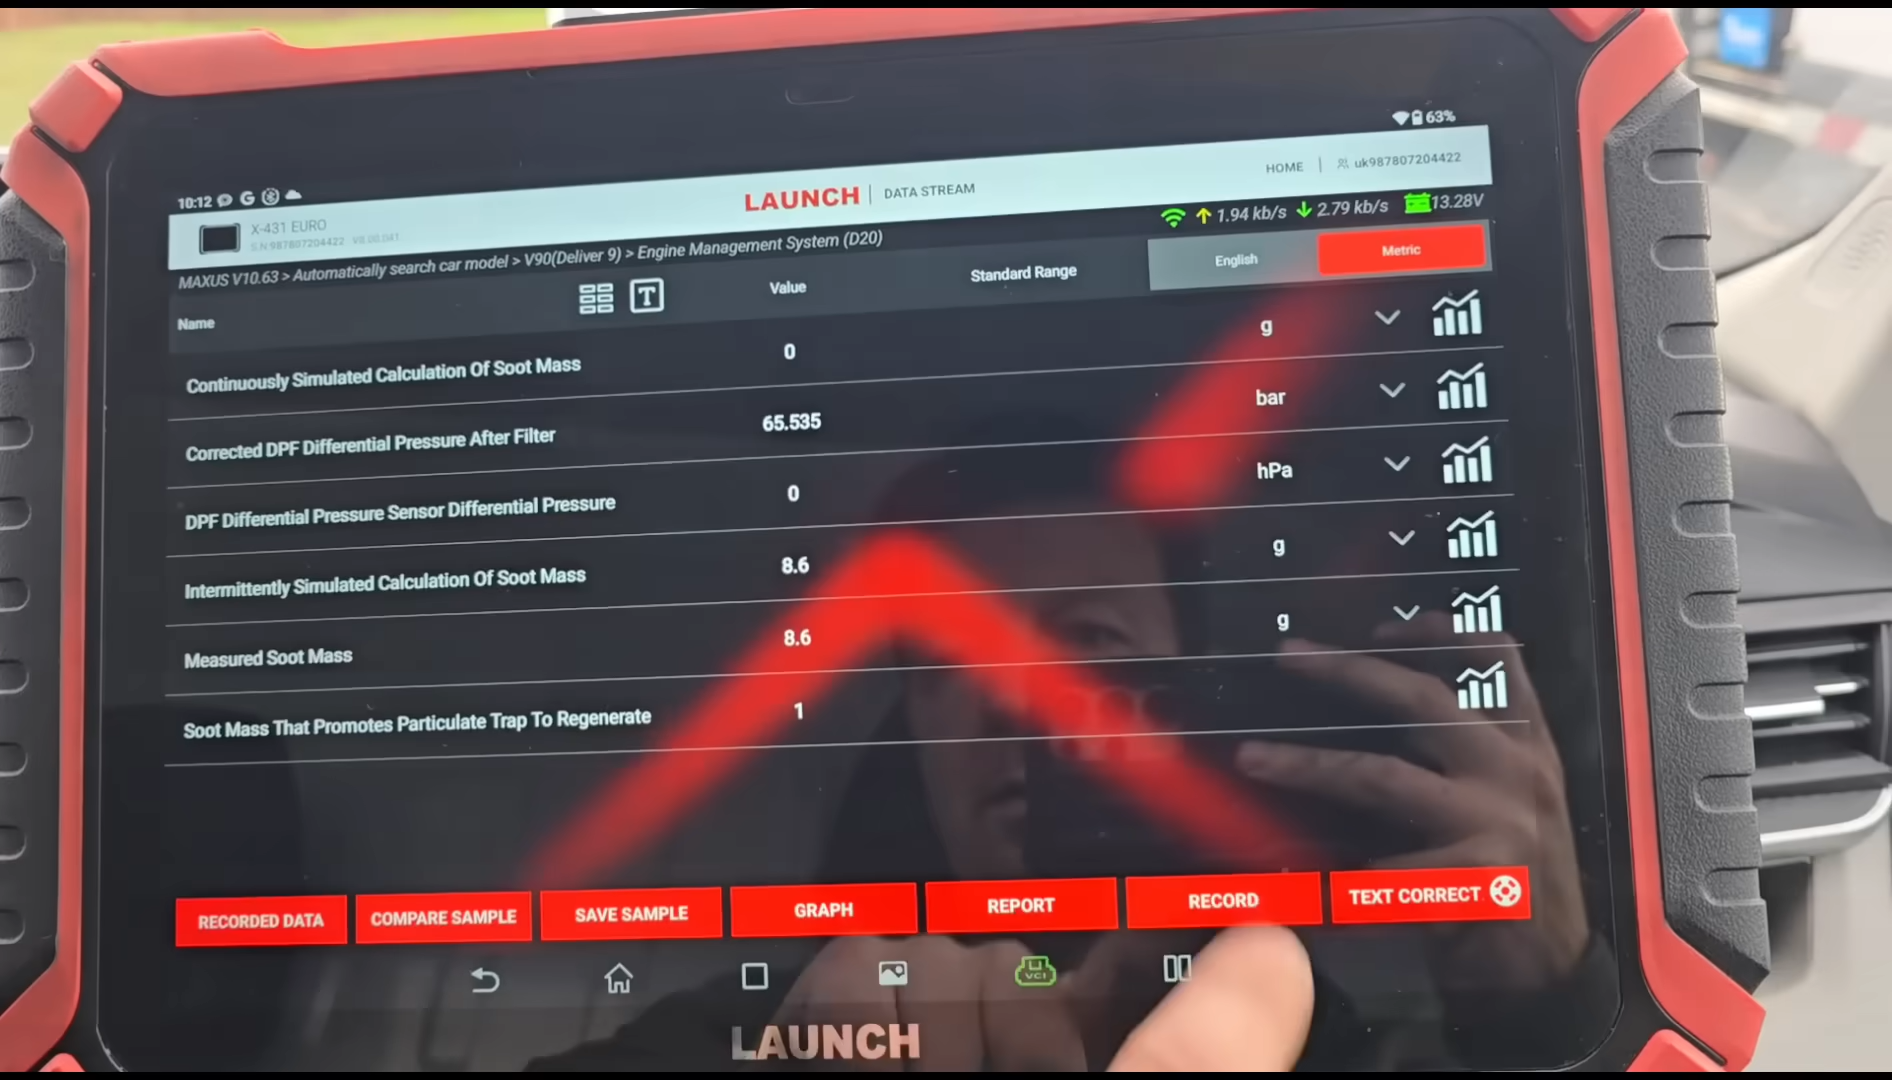 63%
10:12
HOME | uk987807204422
LAUNCH | DATA STREAM
X-431 EURO
S/N:987807204422 V8.00.041
1.94 kb/s 2.79 kb/s 13.28V
MAXUS V10.63 > Automatically search car model > V90(Deliver 9) > Engine Management System (D20)
Name T Value Standard Range English Metric
Continuously Simulated Calculation Of Soot Mass 0 g
Corrected DPF Differential Pressure After Filter 65.535 bar
DPF Differential Pressure Sensor Differential Pressure 0 hPa
Intermittently Simulated Calculation Of Soot Mass 8.6 g
Measured Soot Mass 8.6 g
Soot Mass That Promotes Particulate Trap To Regenerate 1
RECORDED DATA COMPARE SAMPLE SAVE SAMPLE GRAPH REPORT RECORD TEXT CORRECT
VCI
LAUNCH